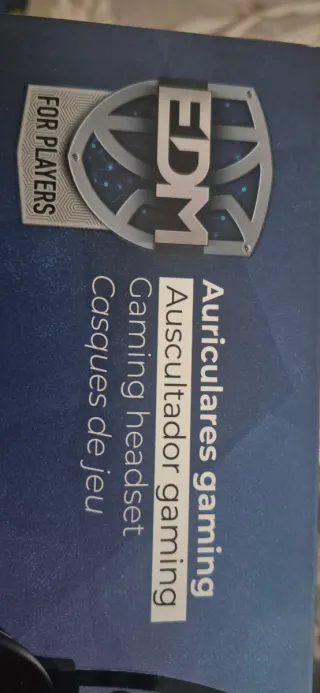 EDM
FOR PLAYERS
Auriculares gaming
Auscultador gaming
Gaming headset
Casques de jeu